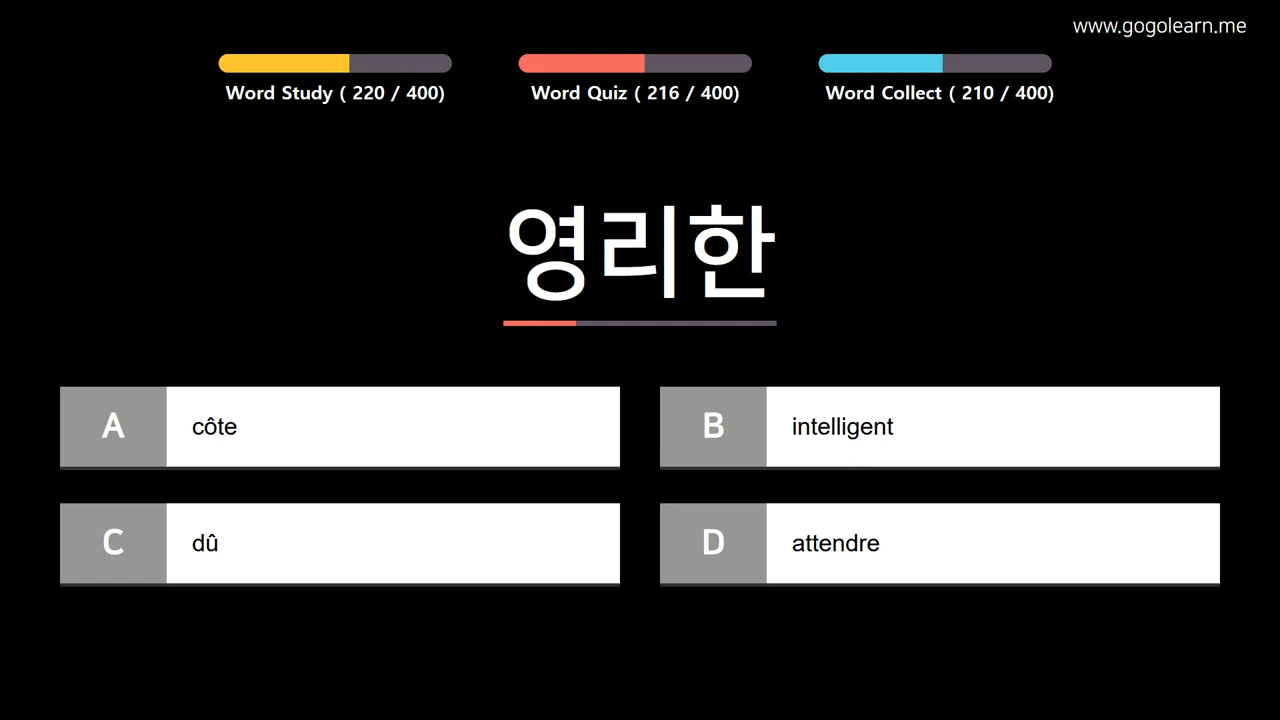 www.gogolearn.me
Word Study ( 220 / 400)
Word Quiz ( 216 / 400)
Word Collect ( 210 / 400)
영리한
A
côte
B
intelligent
C
dû
D
attendre